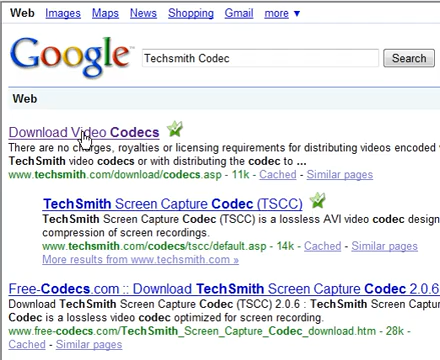 Web Images Maps News Shopping Gmail more ▼
Google Techsmith Codec Search
Web
Download Video Codecs
There are no charges, royalties or licensing requirements for distributing videos encoded
TechSmith video codecs or with distributing the codec to ...
www.techsmith.com/download/codecs.asp - 11k - Cached - Similar pages
TechSmith Screen Capture Codec (TSCC)
TechSmith Screen Capture Codec (TSCC) is a lossless AVI video codec design
compression of screen recordings.
www.techsmith.com/codecs/tscc/default.asp - 14k - Cached - Similar pages
More results from www.techsmith.com »
Free-Codecs.com :: Download TechSmith Screen Capture Codec 2.0.6
Download TechSmith Screen Capture Codec (TSCC) 2.0.6 : TechSmith Screen Captur
Codec is a lossless video codec optimized for screen recording.
www.free-codecs.com/TechSmith_Screen_Capture_Codec_download.htm - 28k -
Cached - Similar pages